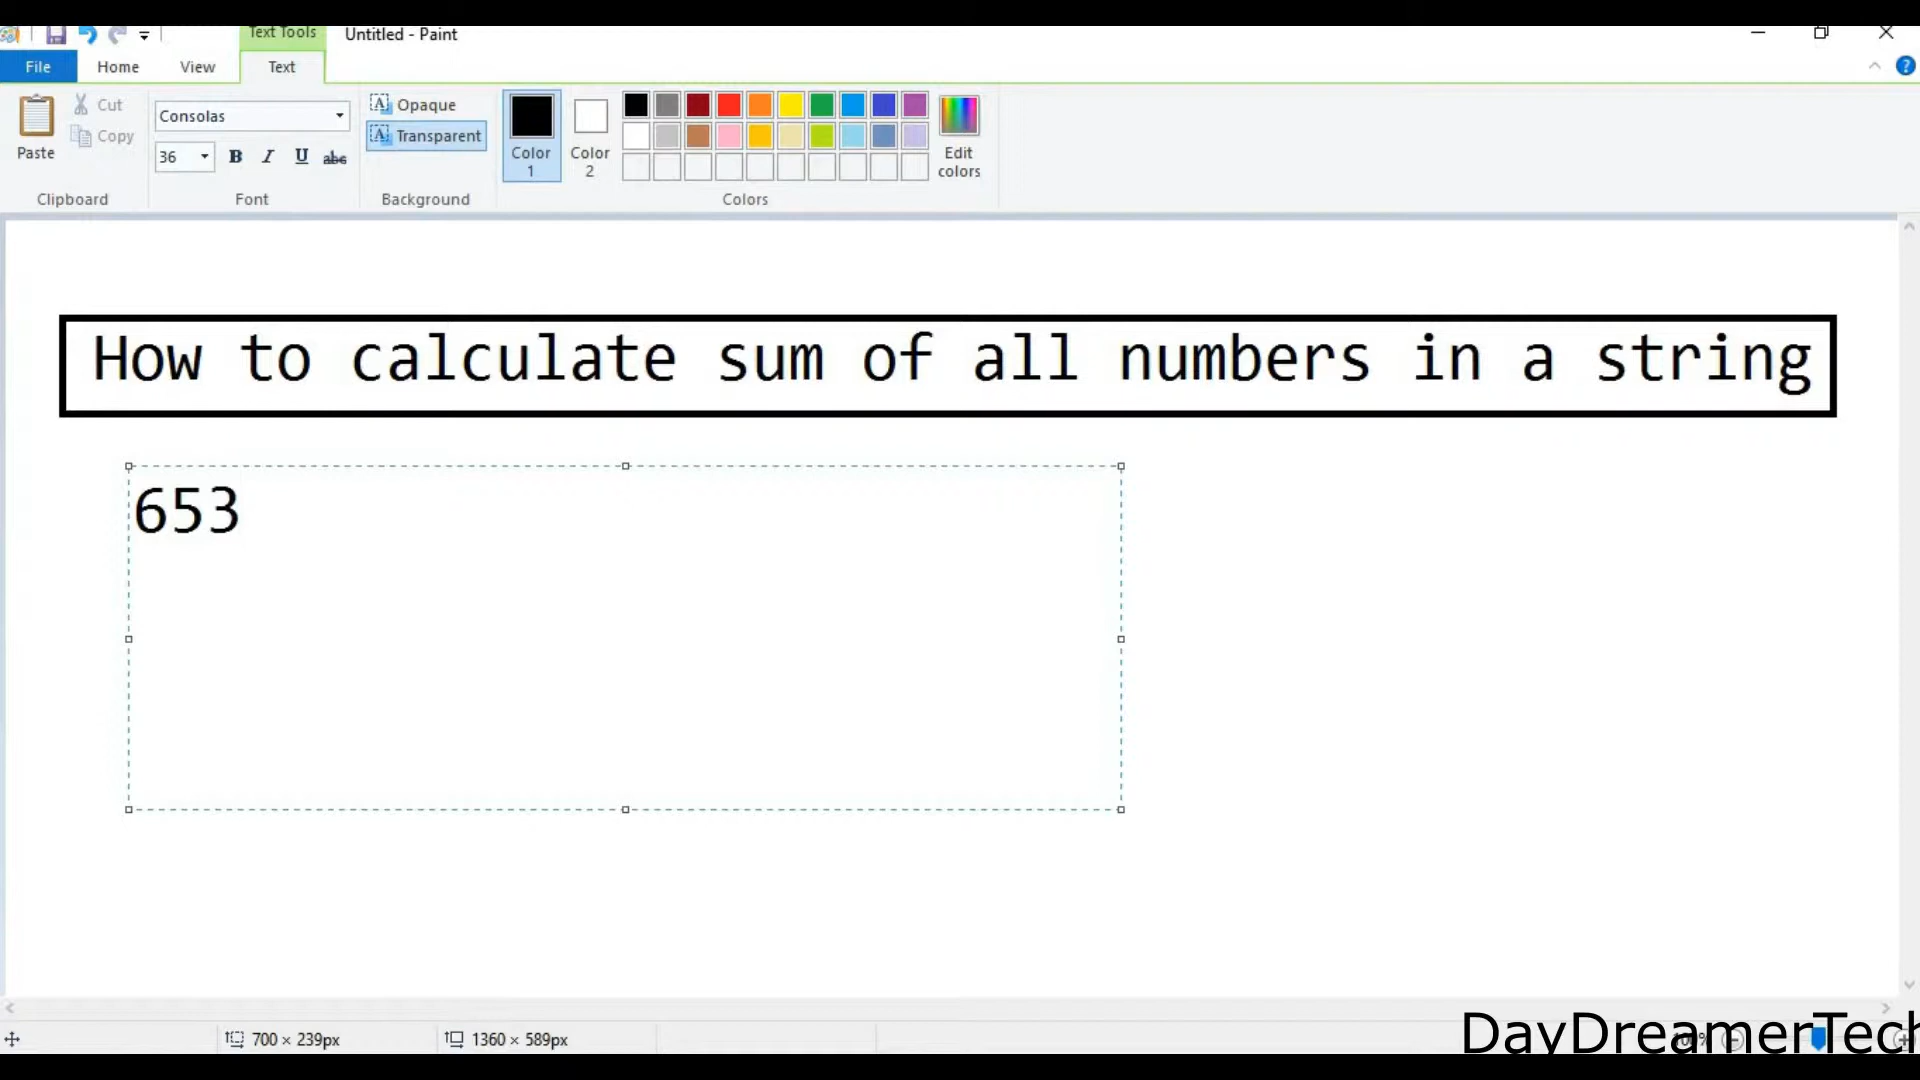 Text Tools
Untitled - Paint
File
Home
View
Text
Paste
Cut
Copy
Clipboard
Consolas
36
B I U abc
Font
Opaque
Transparent
Background
Color 1
Color 2
Edit colors
Colors
How to calculate sum of all numbers in a string
653
700 × 239px
1360 × 589px
DayDreamerTech